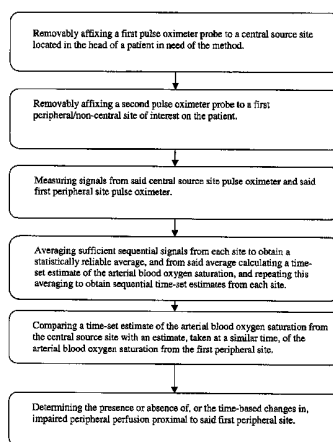 Removably affixing a first pulse oximeter probe to a central source site
located in the head of a patient in need of the method.
Removably affixing a second pulse oximeter probe to a first
peripheral/non-central site of interest on the patient.
Measuring signals from said central source site pulse oximeter and said
first peripheral site pulse oximeter.
Averaging sufficient sequential signals from each site to obtain a
statistically reliable average, and from said average calculating a time-
set estimate of the arterial blood oxygen saturation, and repeating this
averaging to obtain sequential time-set estimates from each site.
Comparing a time-set estimate of the arterial blood oxygen saturation from
the central source site with an estimate, taken at a similar time, of
the arterial blood oxygen saturation from the first peripheral site.
Determining the presence or absence of, or the time-based changes in,
impaired peripheral perfusion proximal to said first peripheral site.